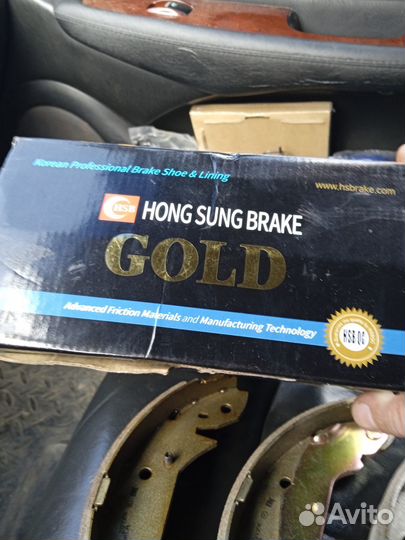 Korean Professional Brake Shoe & Lining
www.hsbrake.com
HSB HONG SUNG BRAKE
GOLD
Advanced Friction Materials and Manufacturing Technology
Avito